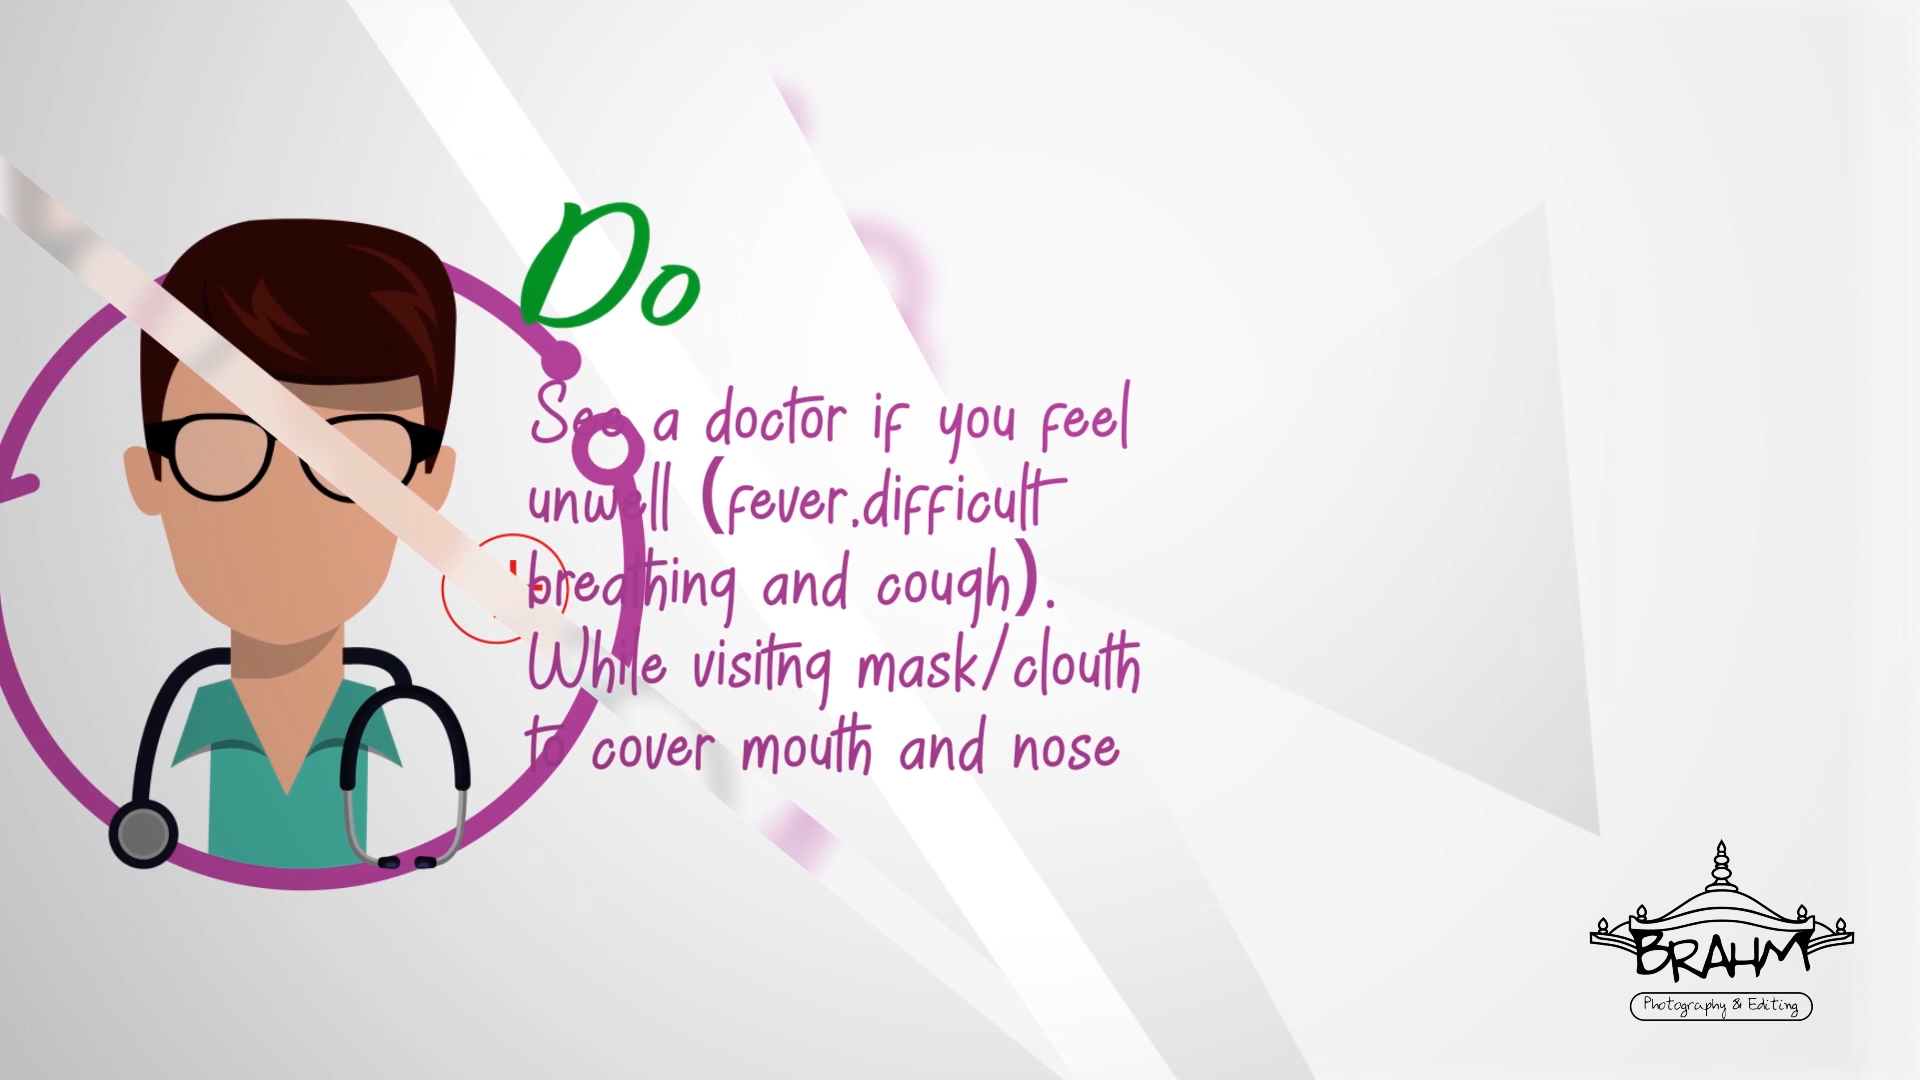 Do
See a doctor if you feel
unwell (fever.difficult
breathing and cough).
While visitng mask/clouth
to cover mouth and nose
BRAHM
Photography & Editing